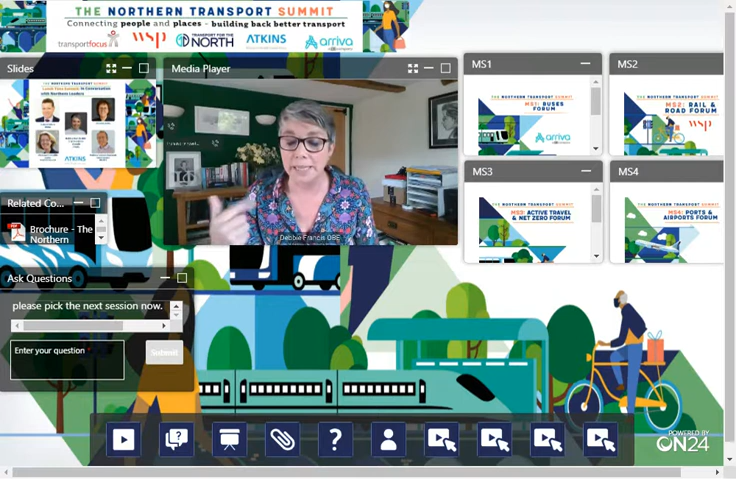 THE NORTHERN TRANSPORT SUMMIT
Connecting people and places - building back better transport
transportfocus
wsp
TRANSPORT FOR THE
NORTH
ATKINS
arriva
Slides
THE NORTHERN TRANSPORT SUMMIT
ATKINS
Media Player
Debbie Francis OBE
MS1
THE NORTHERN TRANSPORT SUMMIT
MS1: BUSES
FORUM
arriva
MS2
THE NORTHERN TRANSPORT SUMMIT
MS2: RAIL &
ROAD FORUM
wsp
MS3
THE NORTHERN TRANSPORT SUMMIT
MS3: ACTIVE TRAVEL
& NET ZERO FORUM
MS4
THE NORTHERN TRANSPORT SUMMIT
MS4: PORTS &
AIRPORTS FORUM
Related Co...
Brochure - The
Northern
Ask Questions
please pick the next session now.
Enter your question
Submit
POWERED BY
ON24